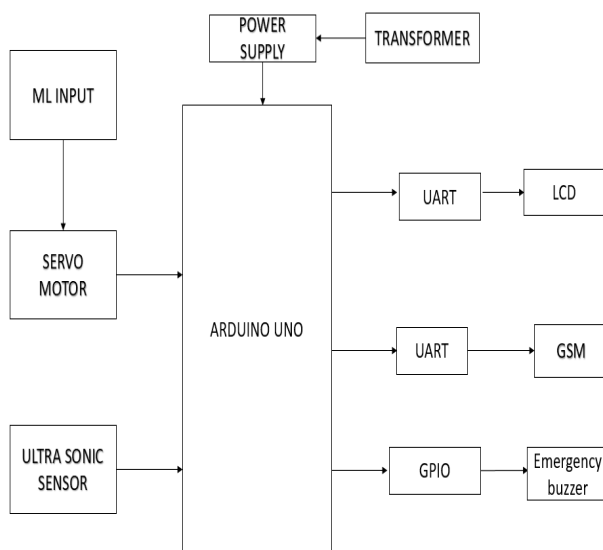 POWER
SUPPLY
TRANSFORMER
ML INPUT
UART
LCD
SERVO
MOTOR
ARDUINO UNO
UART
GSM
ULTRA SONIC
SENSOR
GPIO
Emergency
buzzer